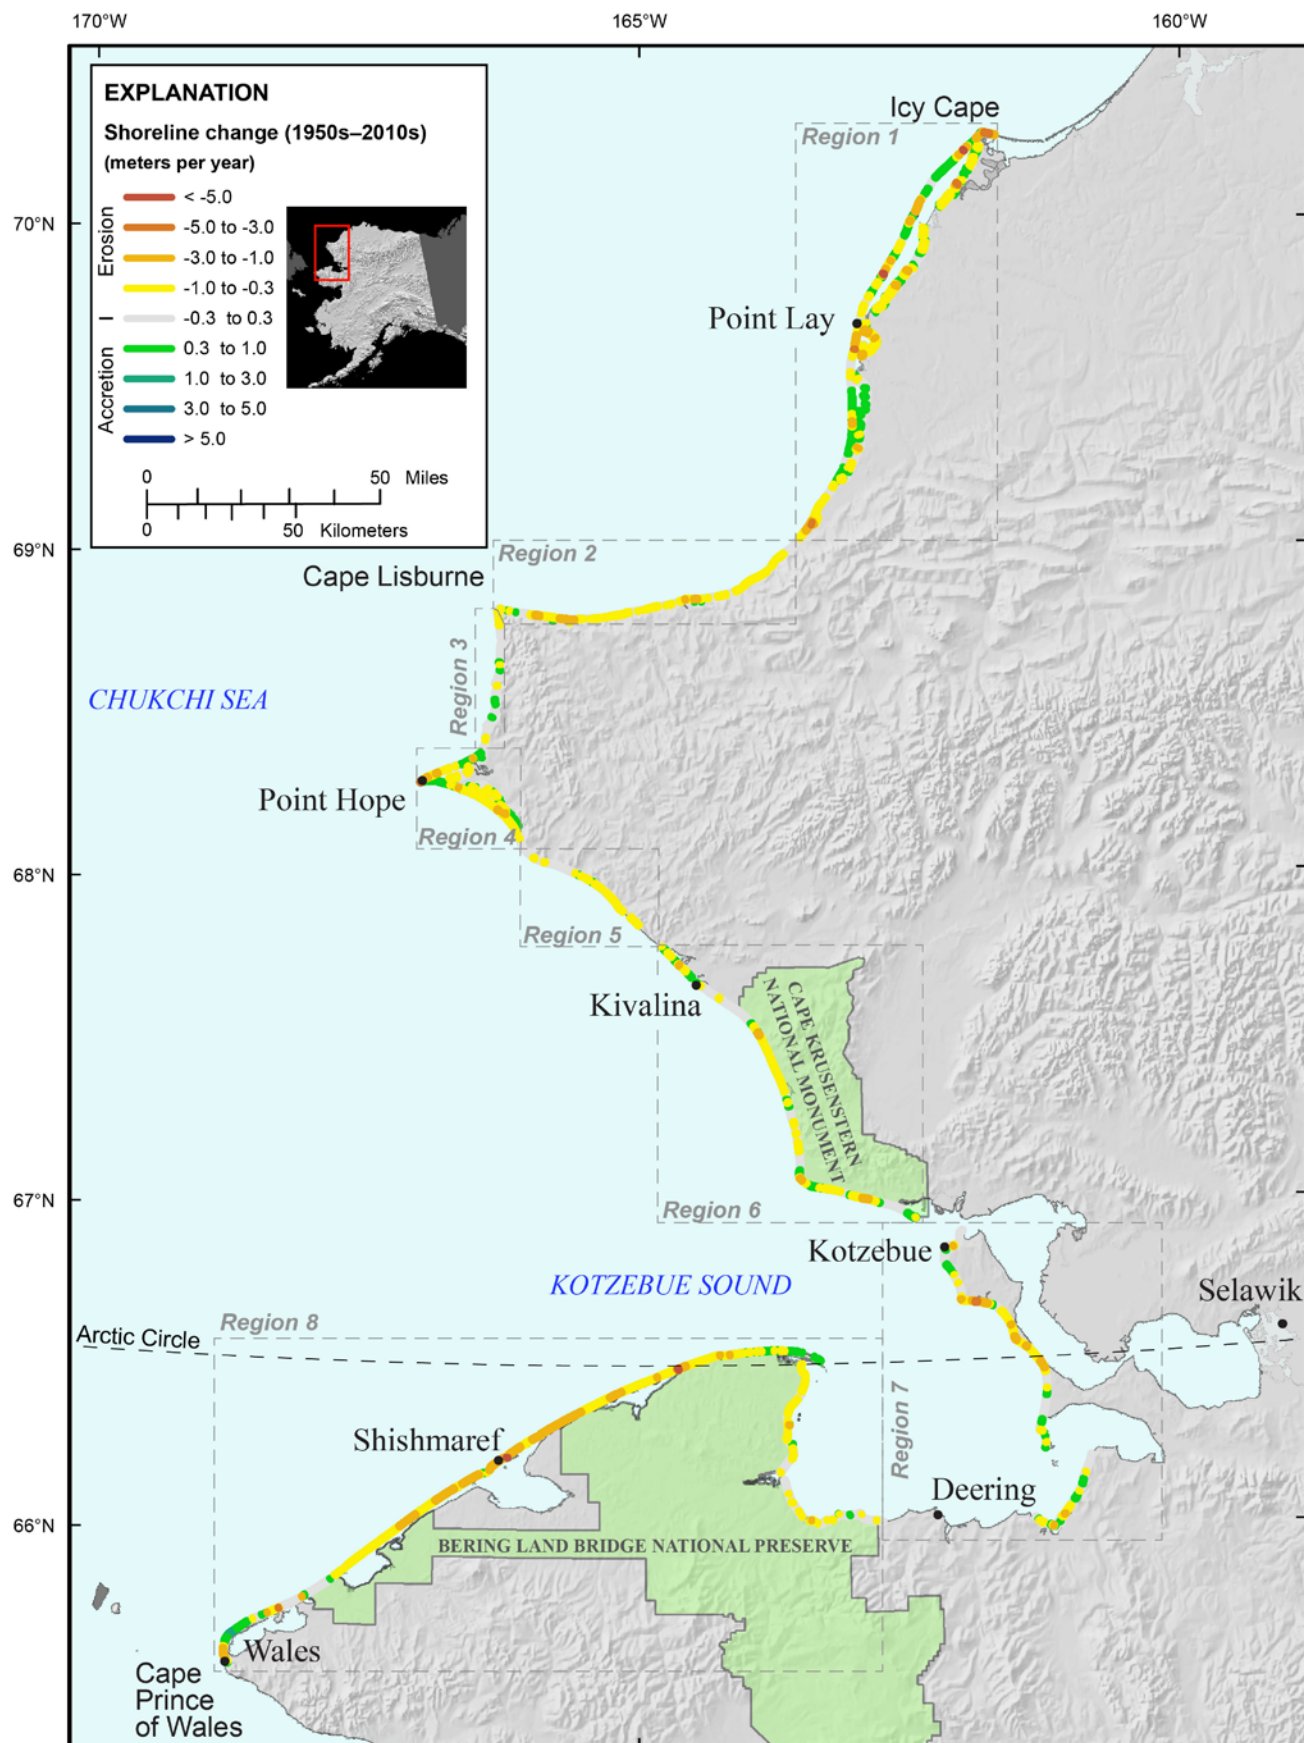 170°W
165°W
160°W
EXPLANATION
Shoreline change (1950s–2010s)
(meters per year)
Erosion
I
Accretion
< -5.0
-5.0 to -3.0
-3.0 to -1.0
-1.0 to -0.3
-0.3 to 0.3
0.3 to 1.0
1.0 to 3.0
3.0 to 5.0
> 5.0
0 50 Miles
0 50 Kilometers
Icy Cape
Region 1
70°N
Point Lay
69°N
Region 2
Cape Lisburne
Region 3
CHUKCHI SEA
Point Hope
Region 4
68°N
Region 5
Kivalina
CAPE KRUSENSTERN
NATIONAL MONUMENT
67°N
Region 6
Kotzebue
KOTZEBUE SOUND
Selawik
Region 8
Arctic Circle
Region 7
Shishmaref
Deering
66°N
BERING LAND BRIDGE NATIONAL PRESERVE
Wales
Cape
Prince
of Wales